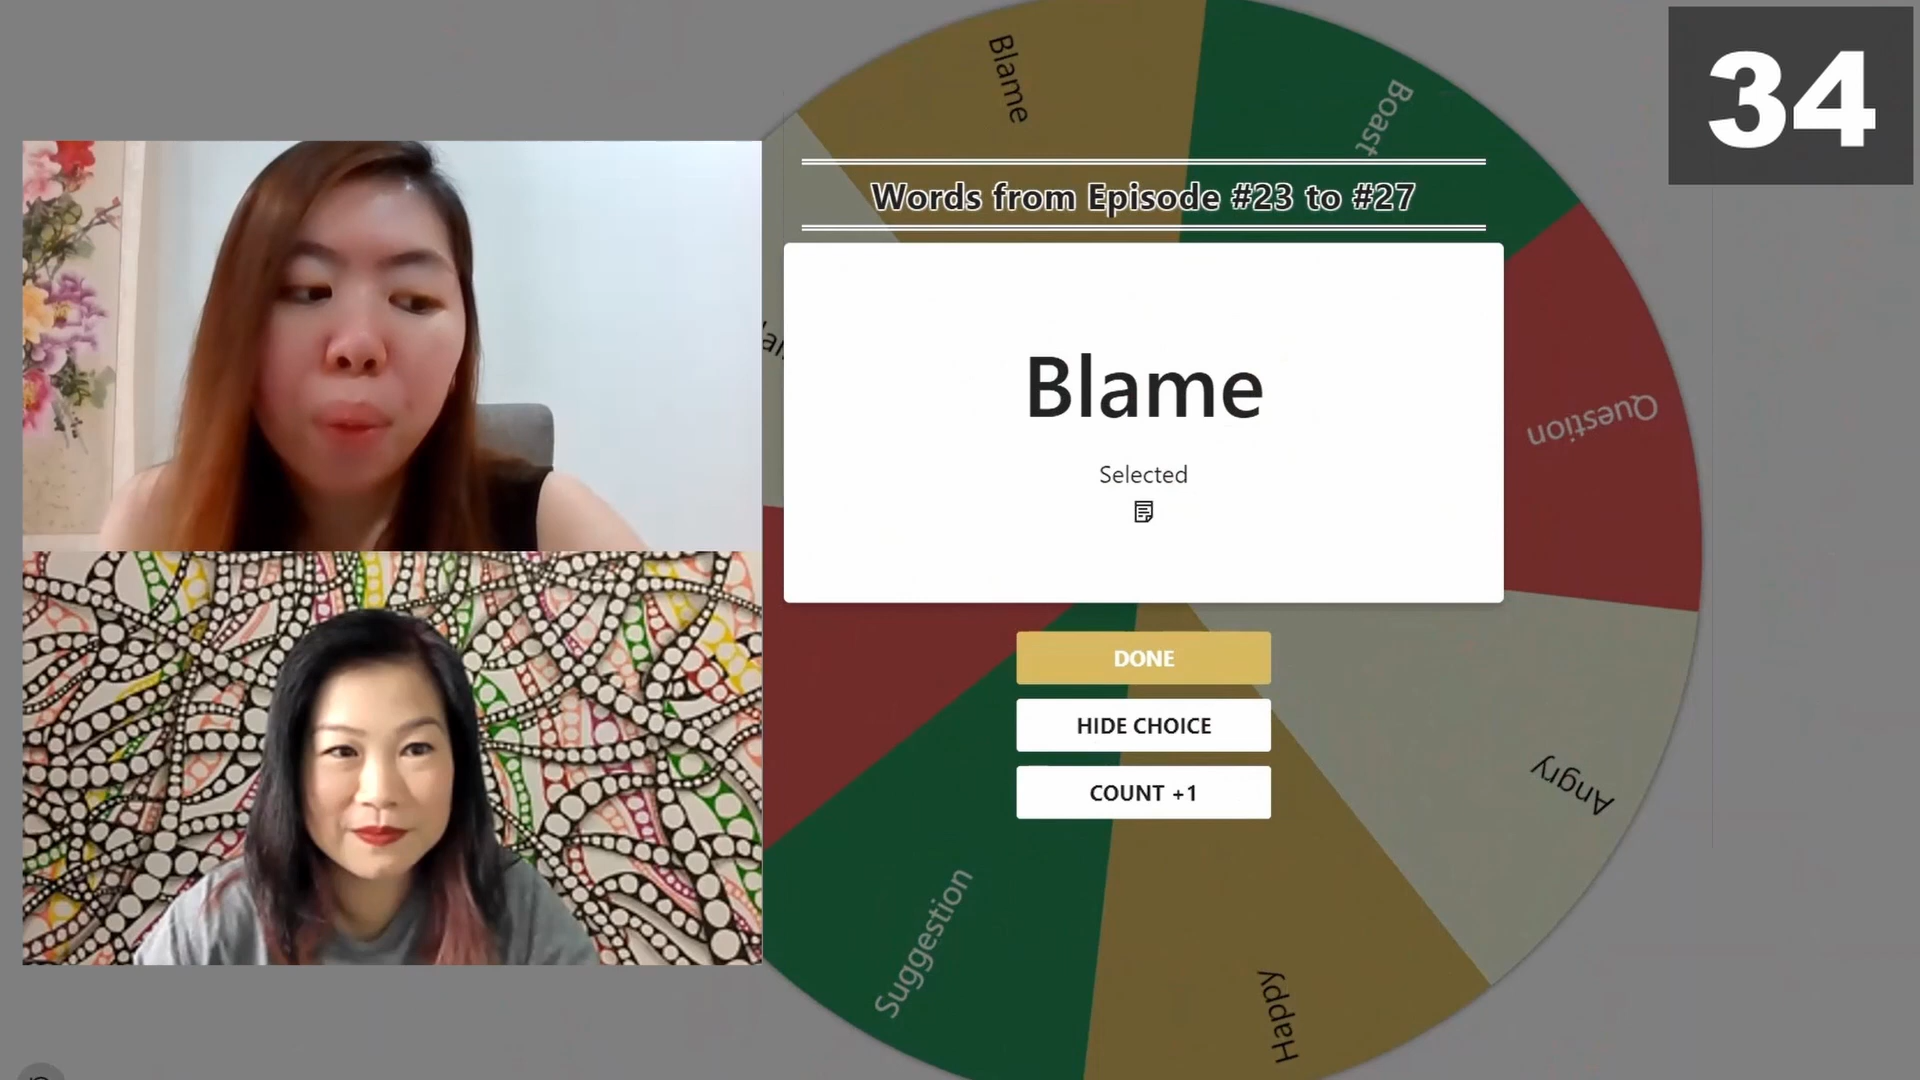 34
Blame
Boast
Words from Episode #23 to #27
Blame
Selected
Question
DONE
HIDE CHOICE
COUNT +1
Angry
Suggestion
Happy